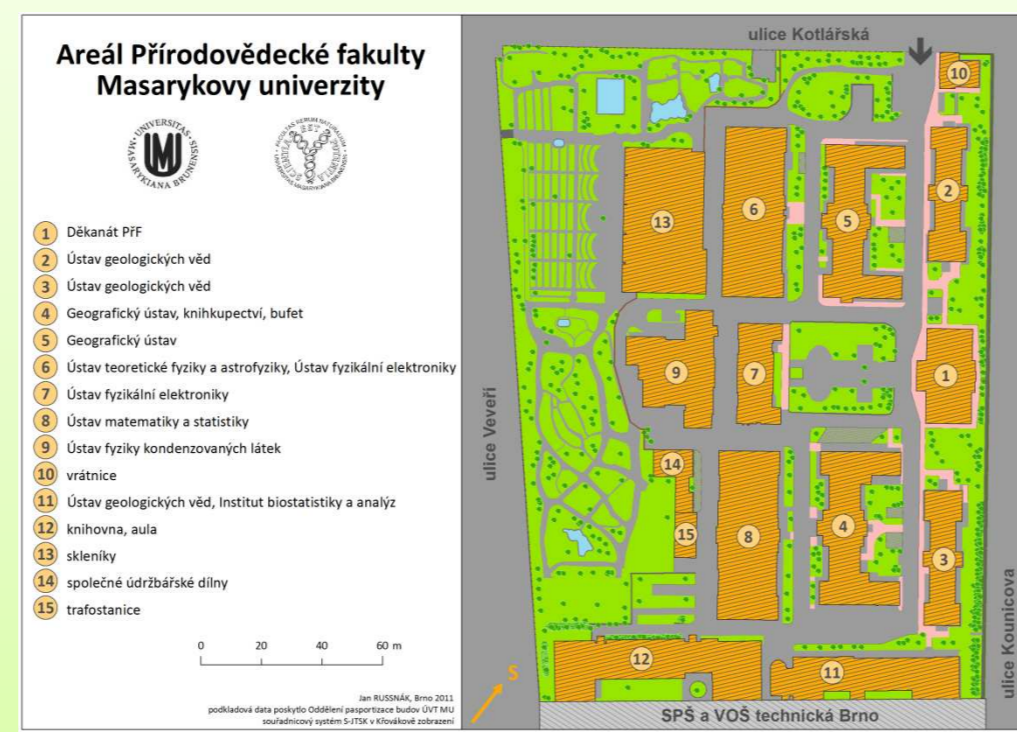 Areál Přírodovědecké fakulty
Masarykovy univerzity
UNIVERSITAS MASARYKIANA BRUNENSIS
MU
1 Děkanát PřF
2 Ústav geologických věd
3 Ústav geologických věd
4 Geografický ústav, knihkupectví, bufet
5 Geografický ústav
6 Ústav teoretické fyziky a astrofyziky, Ústav fyzikální elektroniky
7 Ústav fyzikální elektroniky
8 Ústav matematiky a statistiky
9 Ústav fyziky kondenzovaných látek
10 vrátnice
11 Ústav geologických věd, Institut biostatistiky a analýz
12 knihovna, aula
13 skleníky
14 společné údržbářské dílny
15 trafostanice
0 20 40 60 m
Jan RUSSNÁK, Brno 2011
podkladová data poskytlo Oddělení pasportizace budov ÚVT MU
souřadnicový systém S-JTSK v Křovákově zobrazení
S
ulice Kotlářská
10
2
13
6
5
9
7
1
ulice Veveří
14
15
8
4
3
ulice Kounicova
12
11
SPŠ a VOŠ technická Brno